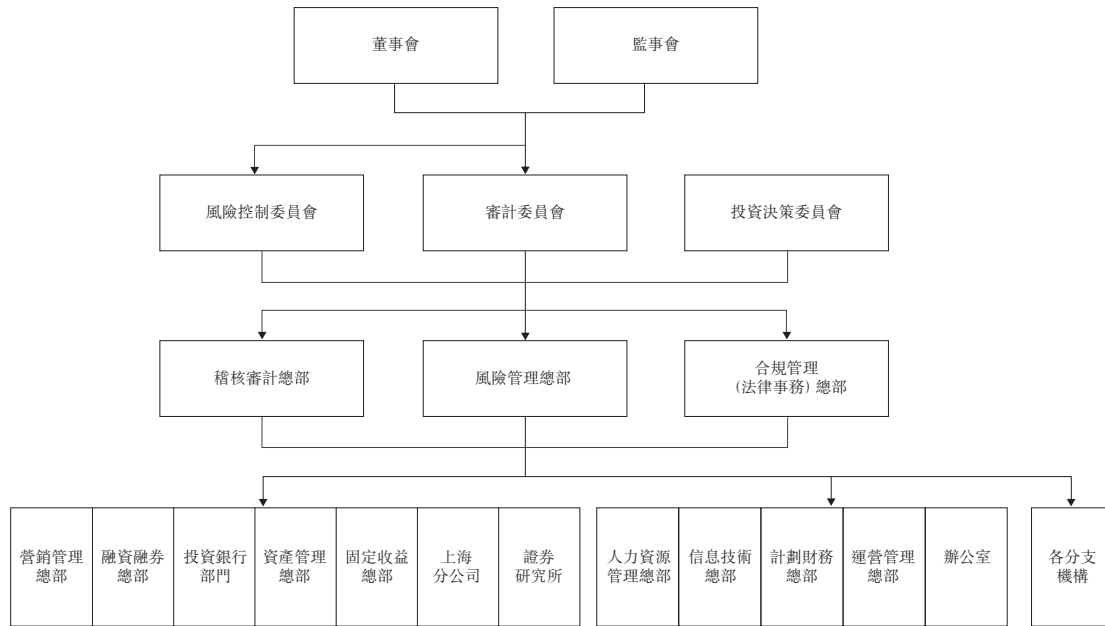 董事會
監事會
風險控制委員會
審計委員會
投資決策委員會
稽核審計總部
風險管理總部
合規管理
(法律事務) 總部
營銷管理
總部
融資融券
總部
投資銀行
部門
資產管理
總部
固定收益
總部
上海
分公司
證券
研究所
人力資源
管理總部
信息技術
總部
計劃財務
總部
運營管理
總部
辦公室
各分支
機構